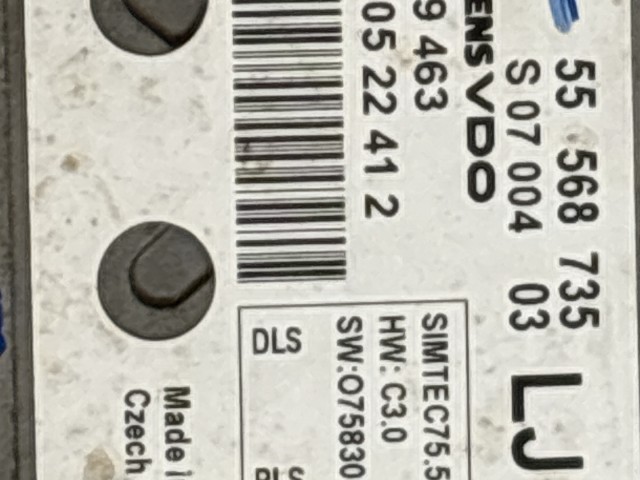 55 568 735 LJ
S 07 004 03
ENS VDO
9 463
05 22 41 2
SIMTEC75.5
HW: C3.0
SW:O75830
DLS
Made i
Czech